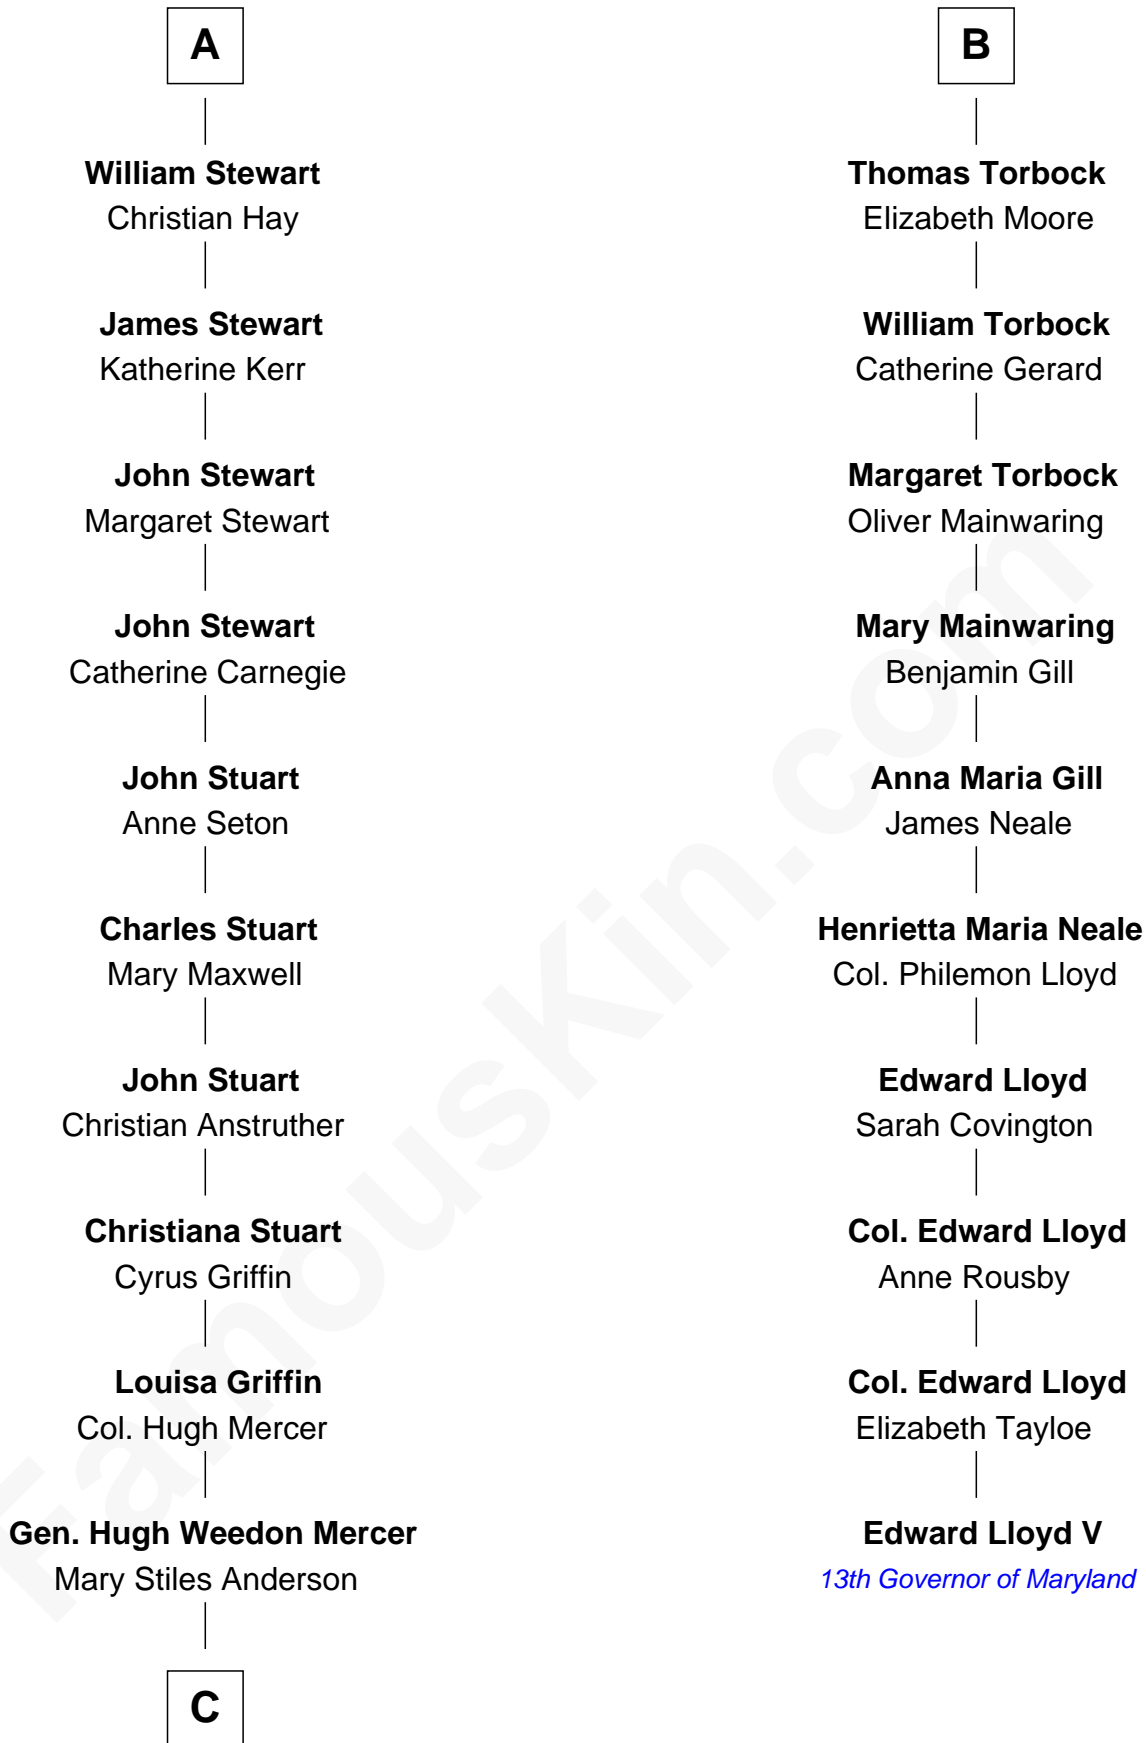 A
William Stewart
Christian Hay
James Stewart
Katherine Kerr
John Stewart
Margaret Stewart
John Stewart
Catherine Carnegie
John Stuart
Anne Seton
Charles Stuart
Mary Maxwell
John Stuart
Christian Anstruther
Christiana Stuart
Cyrus Griffin
Louisa Griffin
Col. Hugh Mercer
Gen. Hugh Weedon Mercer
Mary Stiles Anderson
C
B
Thomas Torbock
Elizabeth Moore
William Torbock
Catherine Gerard
Margaret Torbock
Oliver Mainwaring
Mary Mainwaring
Benjamin Gill
Anna Maria Gill
James Neale
Henrietta Maria Neale
Col. Philemon Lloyd
Edward Lloyd
Sarah Covington
Col. Edward Lloyd
Anne Rousby
Col. Edward Lloyd
Elizabeth Tayloe
Edward Lloyd V
13th Governor of Maryland
FamousKin.com